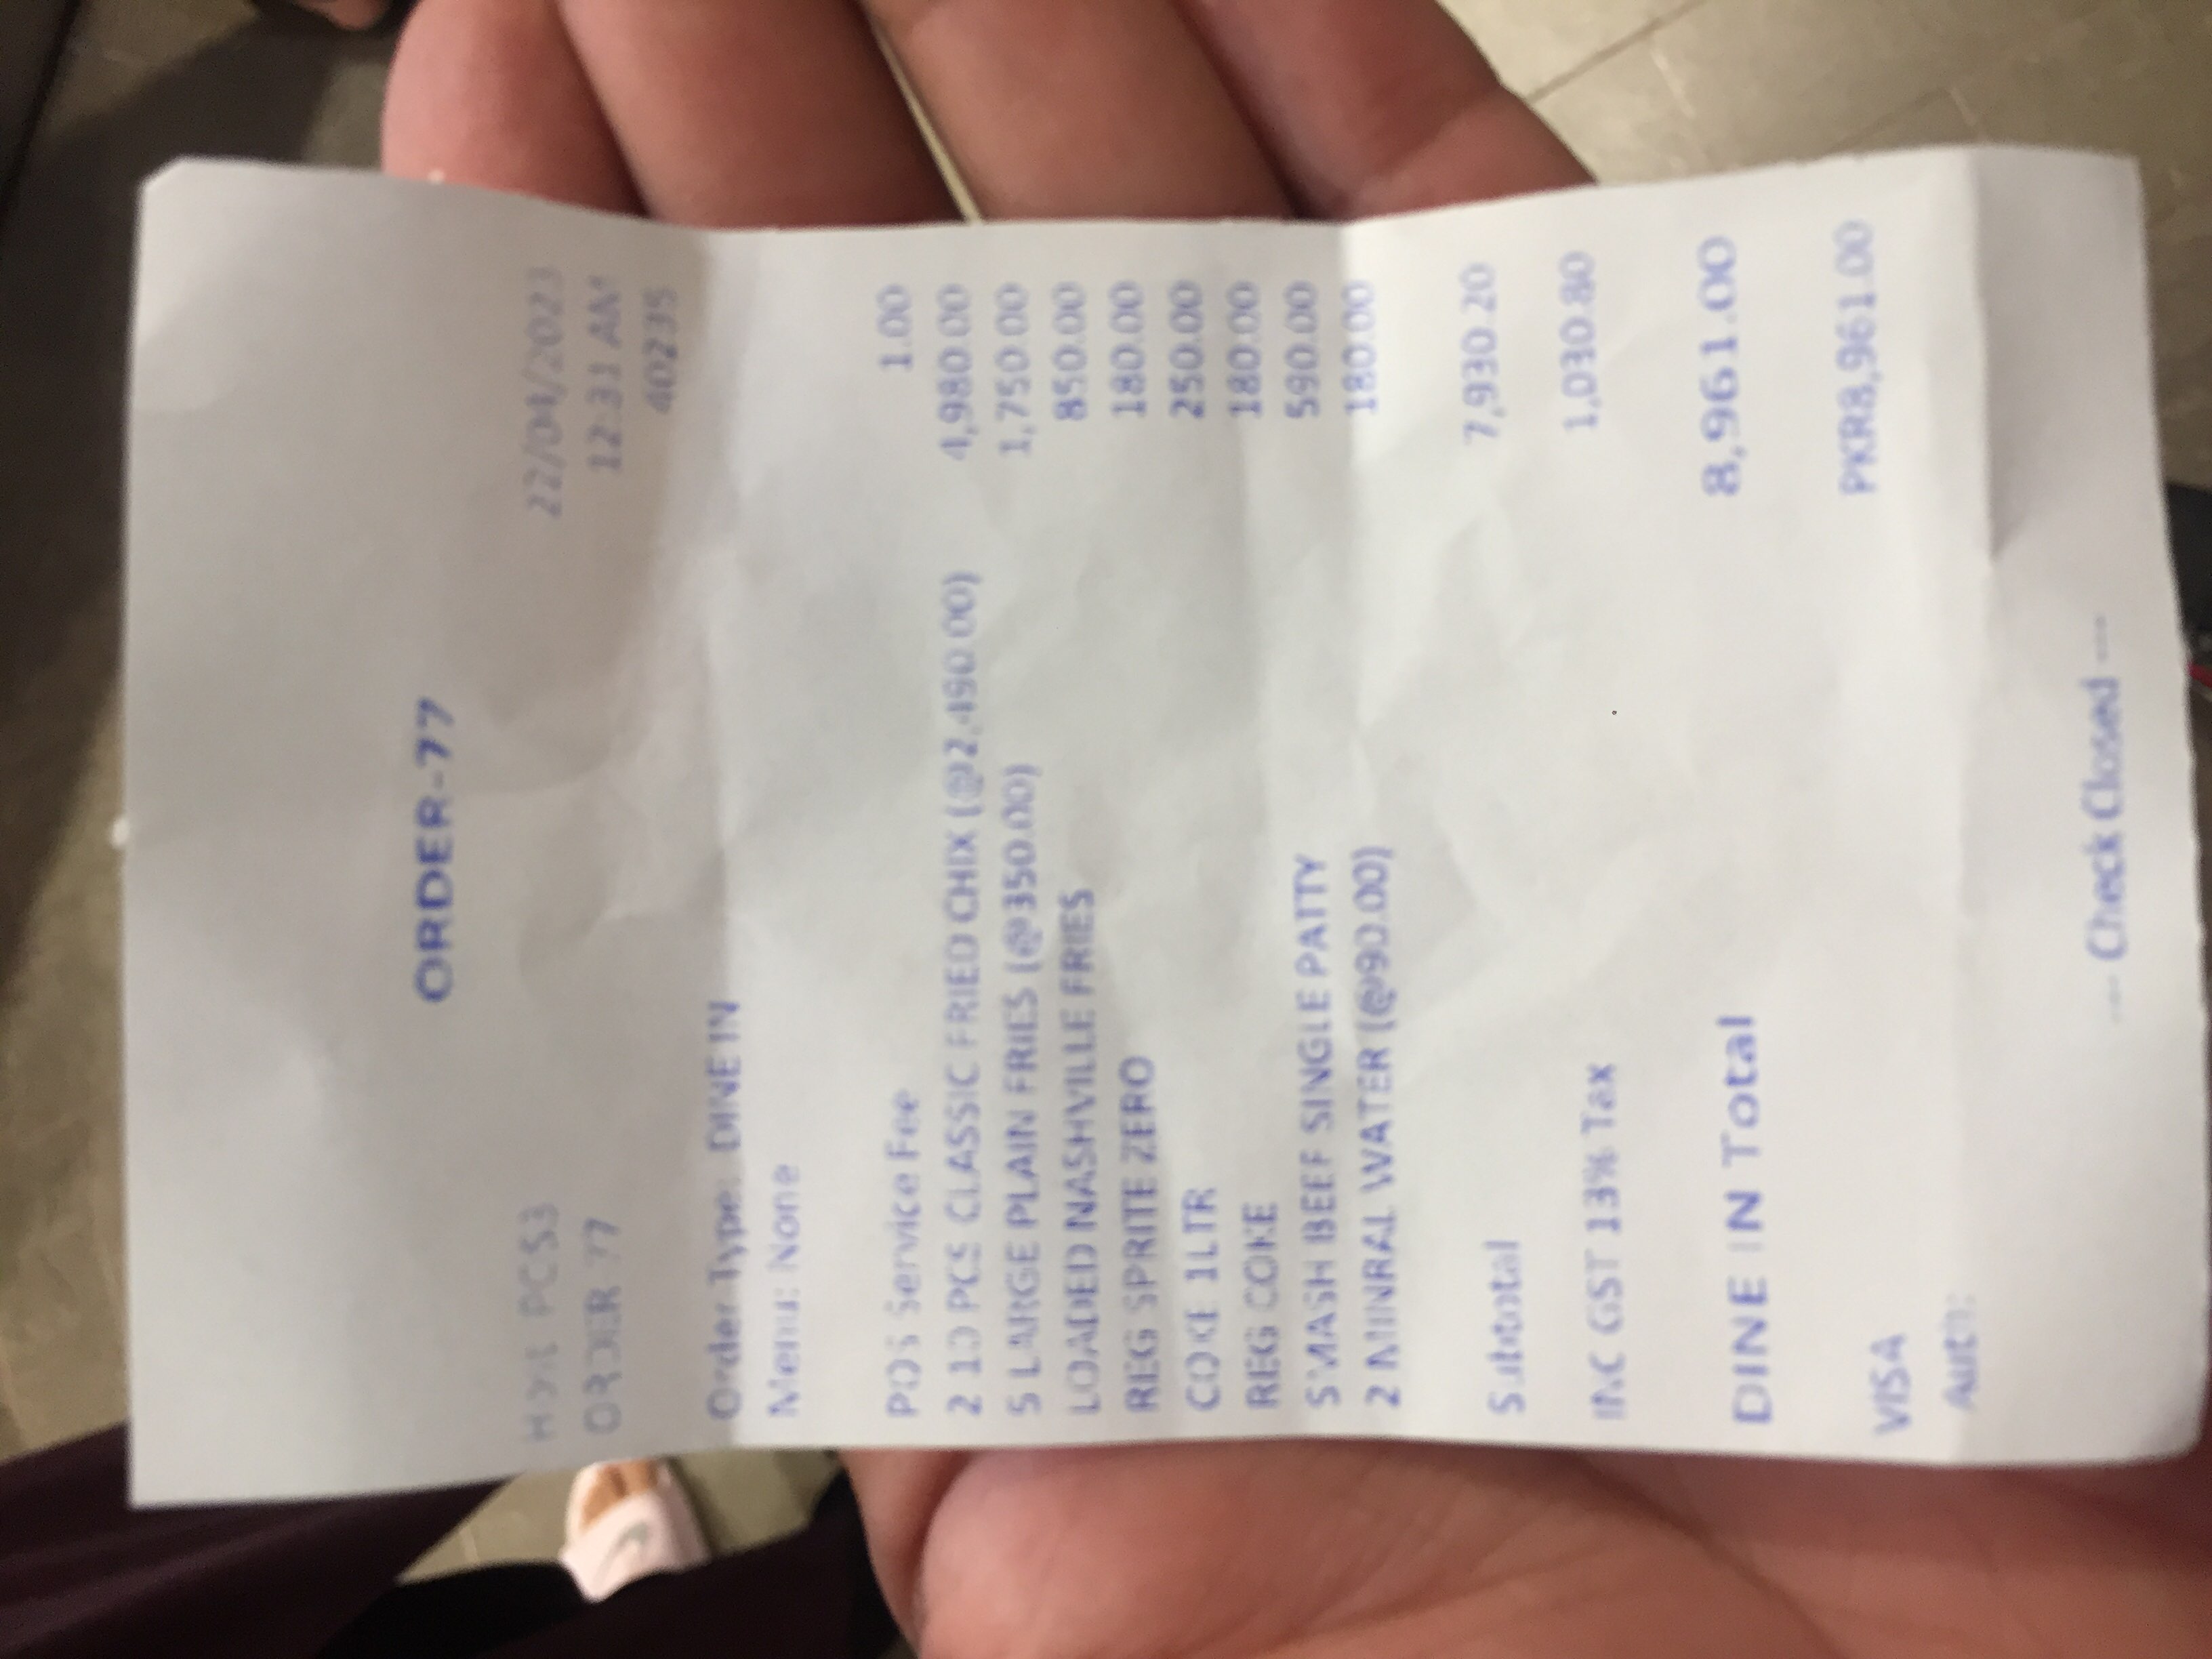 ORDER-77
Host: POS3 22/04/2023
ORDER 77 12:31 AM
40235
Order Type: DINE IN
Menu: None
POS Service Fee 1.00
2 10 PCS CLASSIC FRIED CHIX (@2,490.00) 4,980.00
5 LARGE PLAIN FRIES (@350.00) 1,750.00
LOADED NASHVILLE FRIES 850.00
REG SPRITE ZERO 180.00
COKE 1LTR 250.00
REG COKE 180.00
SMASH BEEF SINGLE PATTY 590.00
2 MINRAL WATER (@90.00) 180.00
Subtotal 7,930.20
INC GST 13% Tax 1,030.80
DINE IN Total 8,961.00
VISA PKR8,961.00
Auth:
--- Check Closed ---